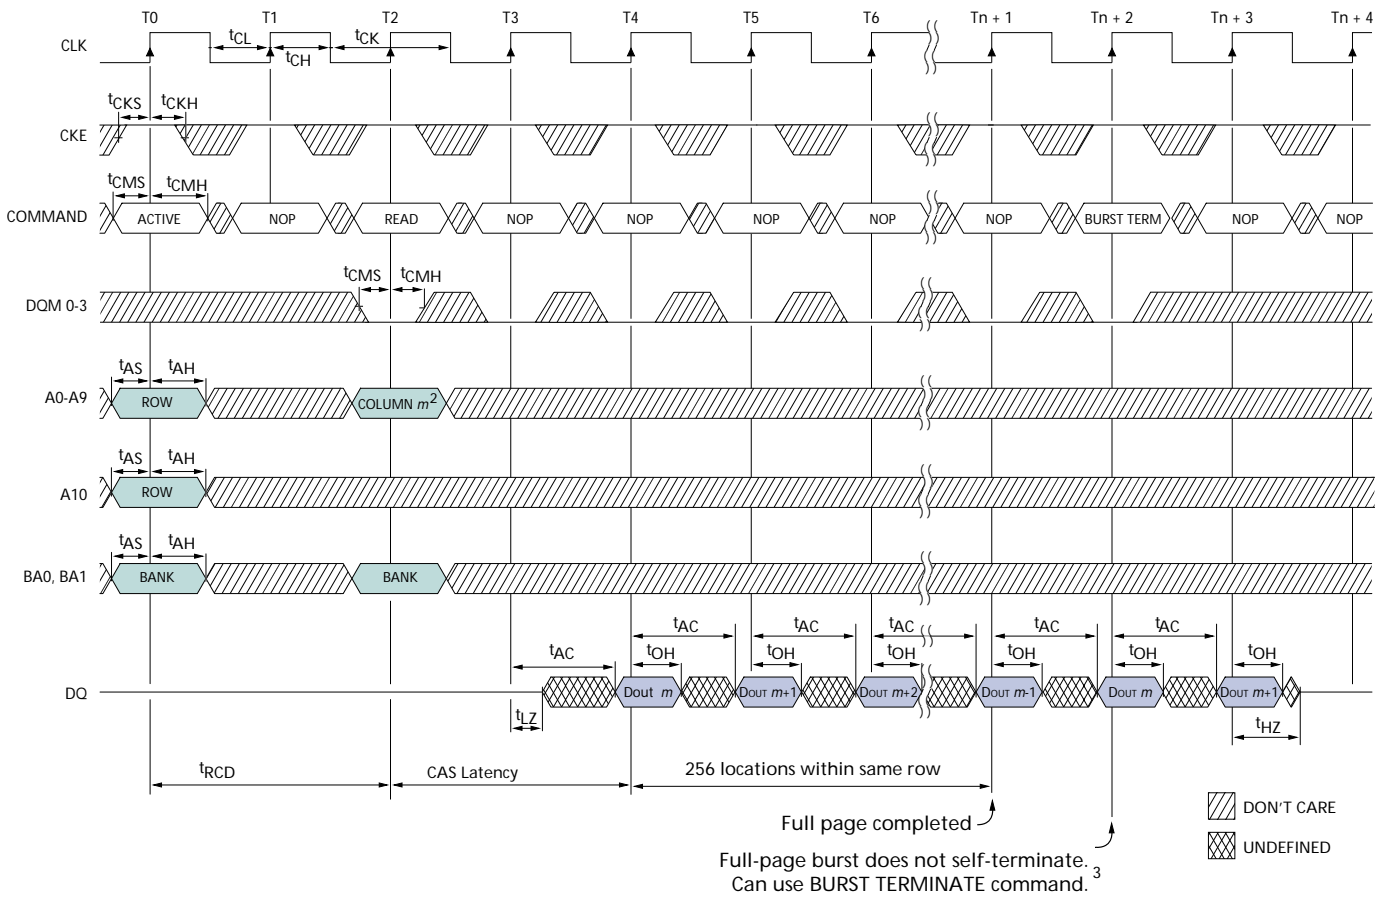 T0 T1 T2 T3 T4 T5 T6 Tn + 1 Tn + 2 Tn + 3 Tn + 4
CLK
tCL tCH tCK
tCKS tCKH
CKE
tCMS tCMH
COMMAND ACTIVE NOP READ NOP NOP NOP NOP NOP BURST TERM NOP NOP
tCMS tCMH
DQM 0-3
tAS tAH
A0-A9 ROW COLUMN m2
tAS tAH
A10 ROW
tAS tAH
BA0, BA1 BANK BANK
tAC tAC tAC tAC tAC tAC
tOH tOH tOH tOH tOH tOH
DQ Dout m DOUT m+1 DOUT m+2 DOUT m-1 DOUT m DOUT m+1
tLZ tHZ
tRCD CAS Latency 256 locations within same row
Full page completed
Full-page burst does not self-terminate.
Can use BURST TERMINATE command. 3
DON'T CARE
UNDEFINED